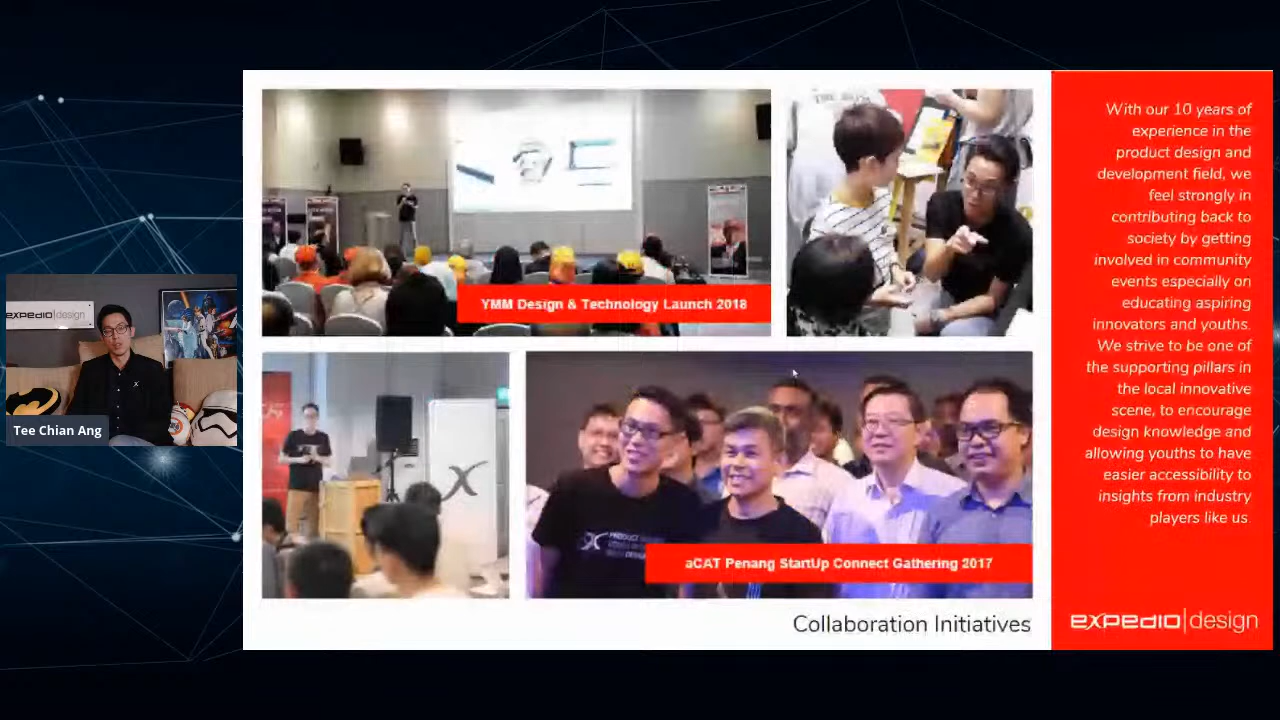 YMM Design & Technology Launch 2018
aCAT Penang StartUp Connect Gathering 2017
Collaboration Initiatives
With our 10 years of
experience in the
product design and
development field, we
feel strongly in
contributing back to
society by getting
involved in community
events especially on
educating aspiring
innovators and youths.
We strive to be one of
the supporting pillars in
the local innovative
scene, to encourage
design knowledge and
allowing youths to have
easier accessibility to
insights from industry
players like us.
expedio|design
expedio|design
Tee Chian Ang